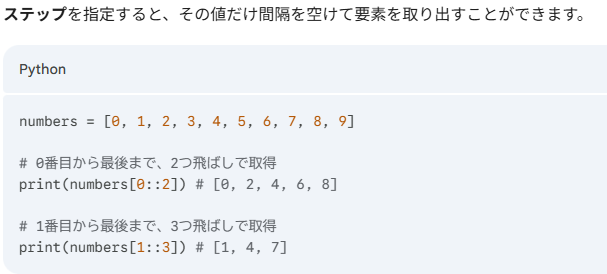 ステップを指定すると、その値だけ間隔を空けて要素を取り出すことができます。
Python
numbers = [0, 1, 2, 3, 4, 5, 6, 7, 8, 9]
# 0番目から最後まで、2つ飛ばしで取得
print(numbers[0::2]) # [0, 2, 4, 6, 8]
# 1番目から最後まで、3つ飛ばしで取得
print(numbers[1::3]) # [1, 4, 7]